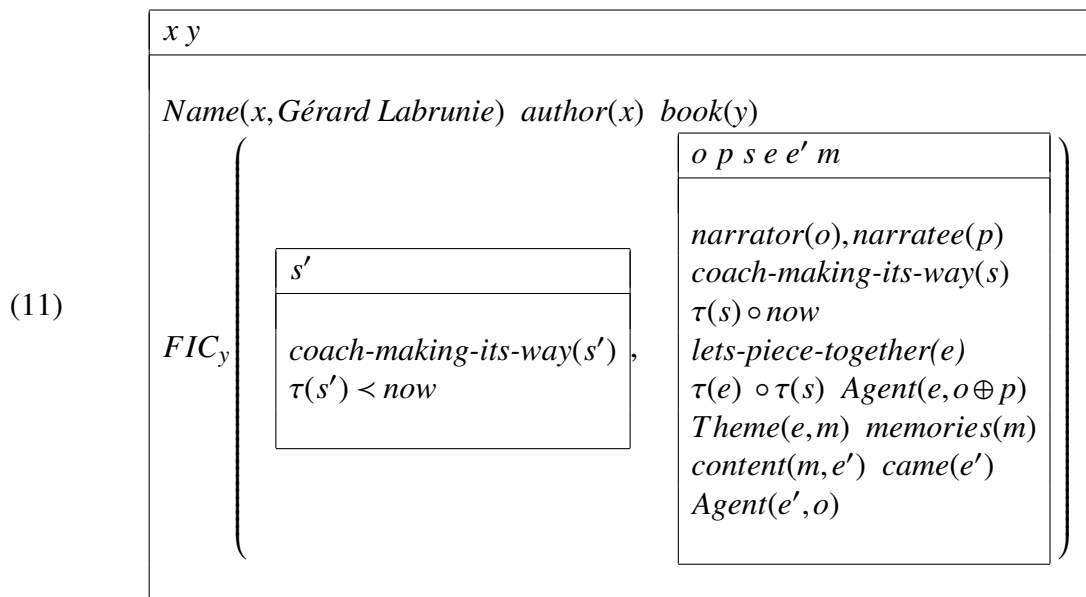 x y
Name(x, Gérard Labrunie) author(x) book(y)
o p s e e′ m
narrator(o), narratee(p)
coach-making-its-way(s)
s′
(11)
τ(s) ∘ now
FIC_y ( coach-making-its-way(s′) , lets-piece-together(e) )
τ(s′) ≺ now
τ(e) ∘ τ(s) Agent(e, o ⊕ p)
Theme(e, m) memories(m)
content(m, e′) came(e′)
Agent(e′, o)